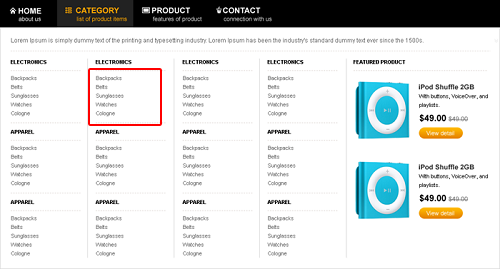 HOME
about us
CATEGORY
list of product items
PRODUCT
features of product
CONTACT
connection with us
Lorem Ipsum is simply dummy text of the printing and typesetting industry. Lorem Ipsum has been the industry's standard dummy text ever since the 1500s.
ELECTRONICS
Backpacks
Belts
Sunglasses
Watches
Cologne
APPAREL
Backpacks
Belts
Sunglasses
Watches
Cologne
APPAREL
Backpacks
Belts
Sunglasses
Watches
Cologne
ELECTRONICS
Backpacks
Belts
Sunglasses
Watches
Cologne
APPAREL
Backpacks
Belts
Sunglasses
Watches
Cologne
APPAREL
Backpacks
Belts
Sunglasses
Watches
Cologne
ELECTRONICS
Backpacks
Belts
Sunglasses
Watches
Cologne
APPAREL
Backpacks
Belts
Sunglasses
Watches
Cologne
APPAREL
Backpacks
Belts
Sunglasses
Watches
Cologne
ELECTRONICS
Backpacks
Belts
Sunglasses
Watches
Cologne
APPAREL
Backpacks
Belts
Sunglasses
Watches
Cologne
APPAREL
Backpacks
Belts
Sunglasses
Watches
Cologne
FEATURED PRODUCT
iPod Shuffle 2GB
With buttons, VoiceOver, and
playlists.
$49.00 $49.00
View detail
iPod Shuffle 2GB
With buttons, VoiceOver, and
playlists.
$49.00 $49.00
View detail